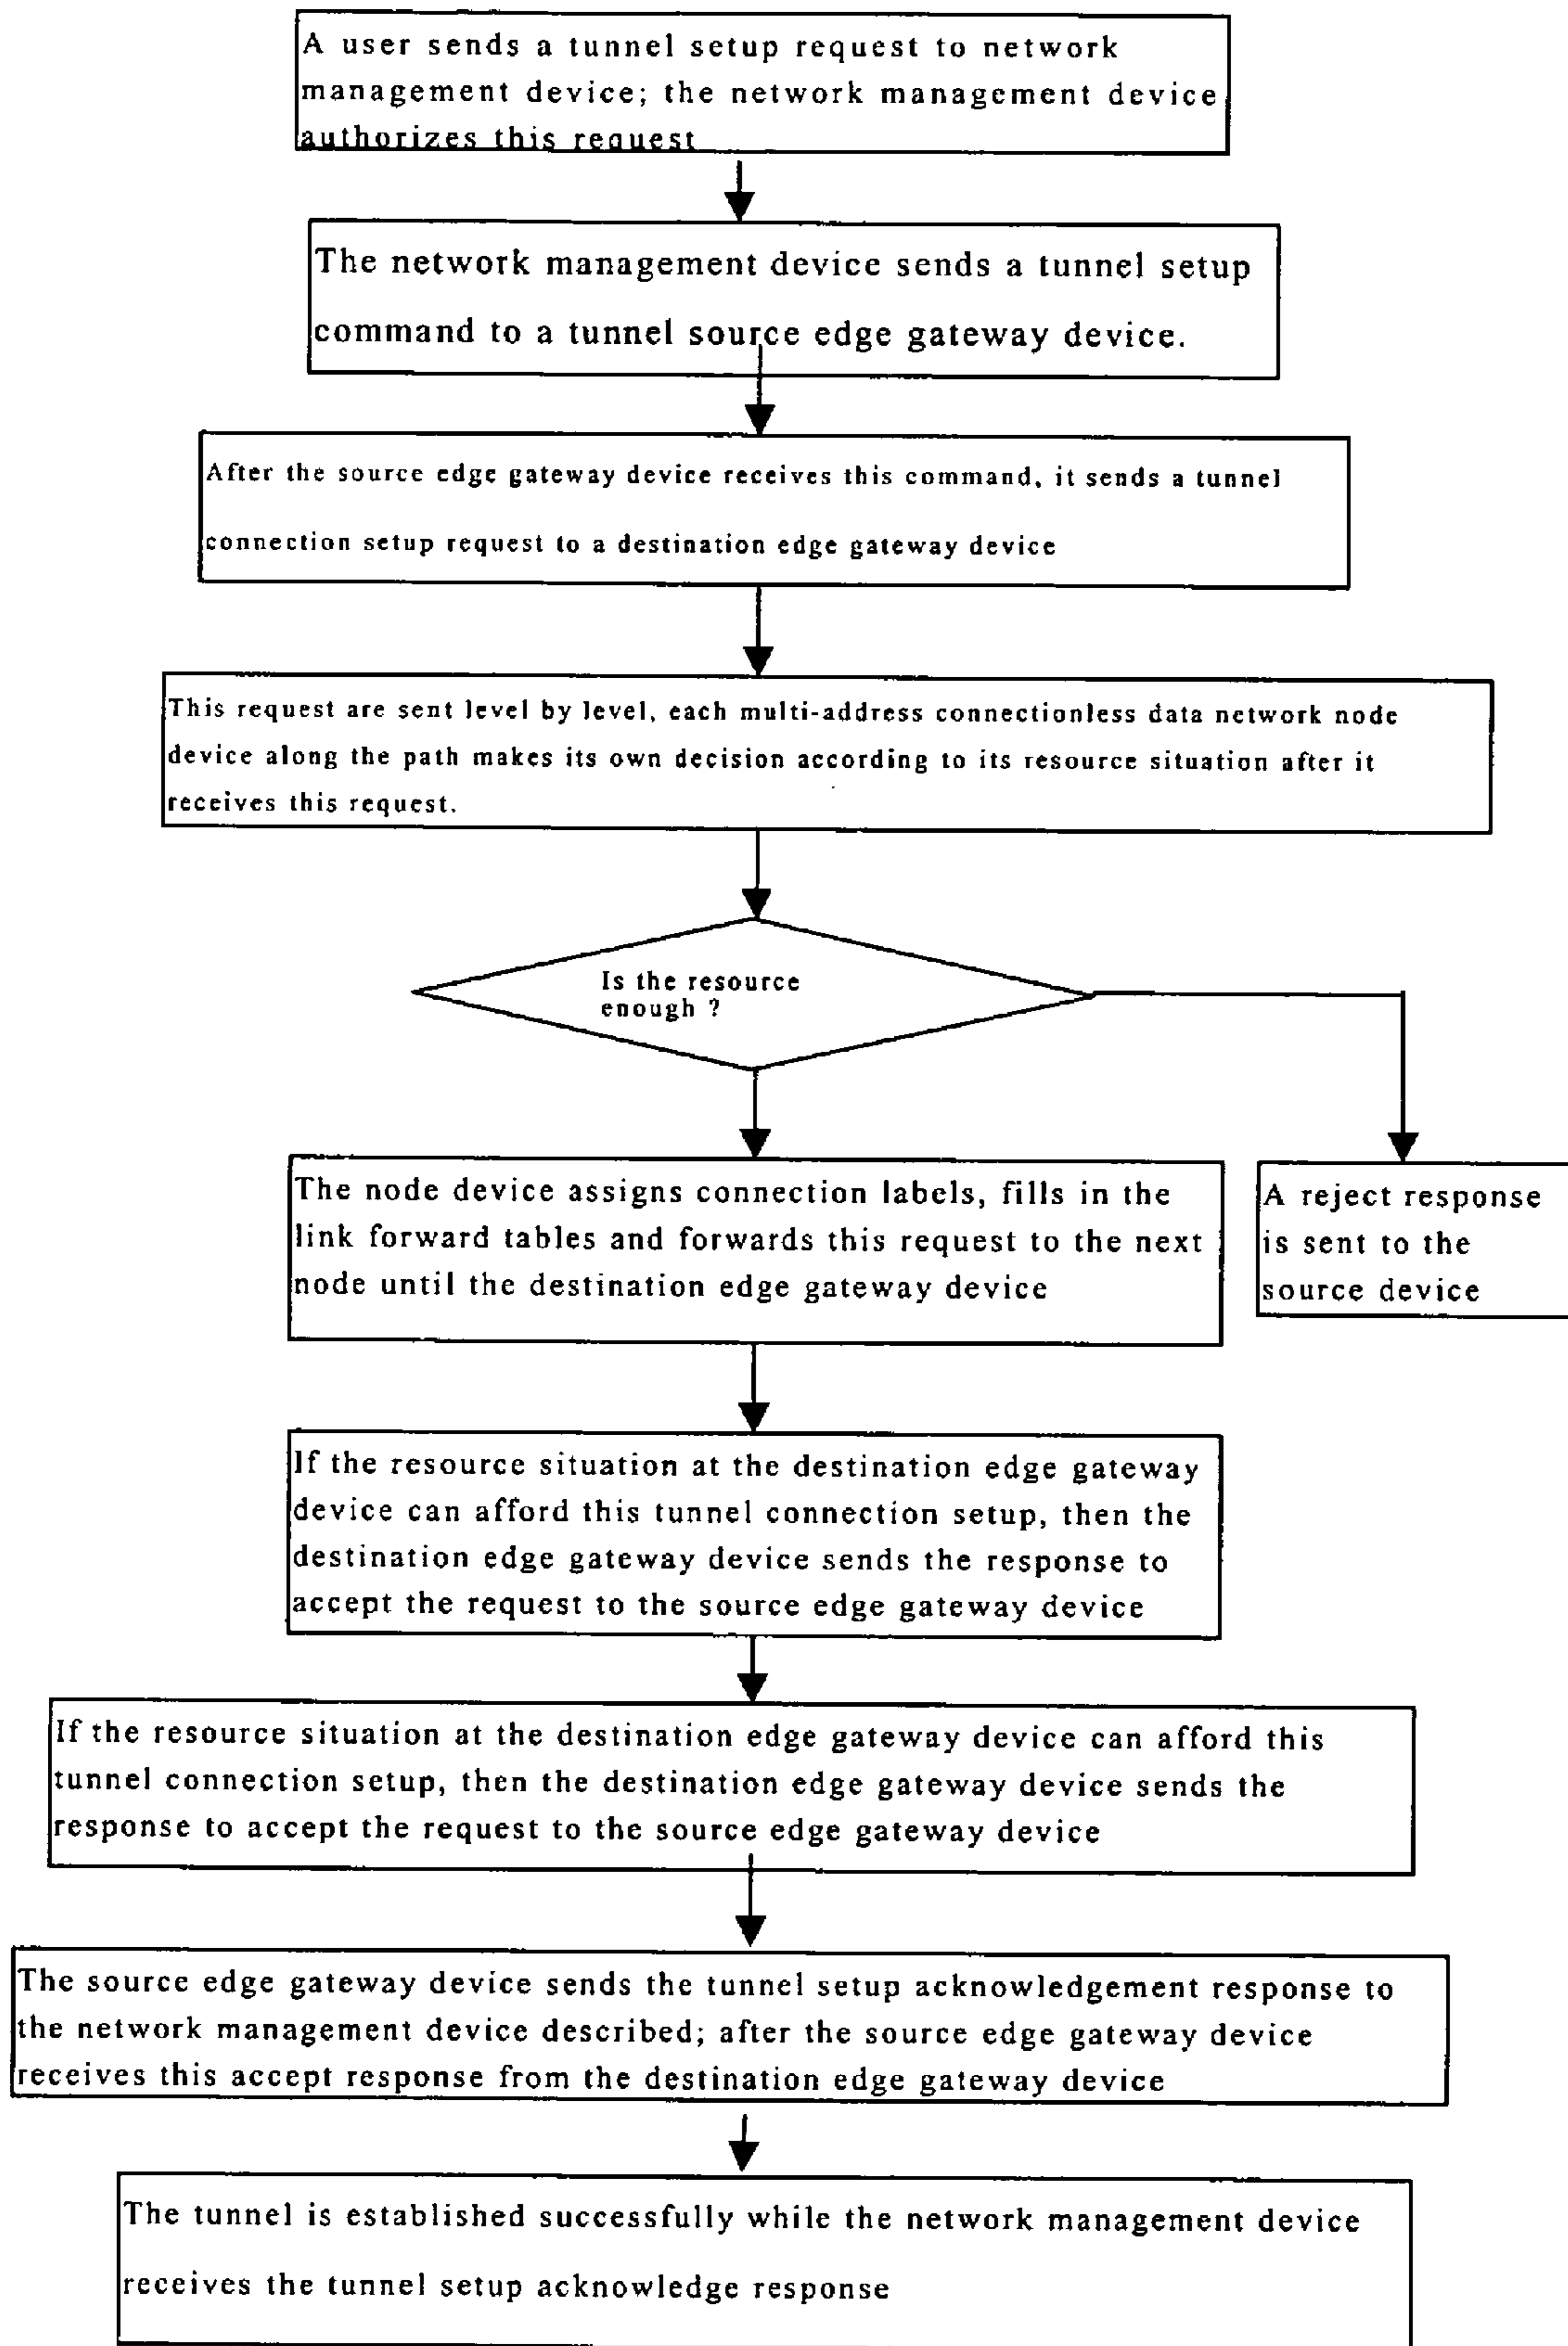 A user sends a tunnel setup request to network
management device; the network management device
authorizes this request
The network management device sends a tunnel setup
command to a tunnel source edge gateway device.
After the source edge gateway device receives this command, it sends a tunnel
connection setup request to a destination edge gateway device
This request are sent level by level, each multi-address connectionless data network node
device along the path makes its own decision according to its resource situation after it
receives this request.
Is the resource
enough ?
The node device assigns connection labels, fills in the
link forward tables and forwards this request to the next
node until the destination edge gateway device
A reject response
is sent to the
source device
If the resource situation at the destination edge gateway
device can afford this tunnel connection setup, then the
destination edge gateway device sends the response to
accept the request to the source edge gateway device
If the resource situation at the destination edge gateway device can afford this
tunnel connection setup, then the destination edge gateway device sends the
response to accept the request to the source edge gateway device
The source edge gateway device sends the tunnel setup acknowledgement response to
the network management device described; after the source edge gateway device
receives this accept response from the destination edge gateway device
The tunnel is established successfully while the network management device
receives the tunnel setup acknowledge response